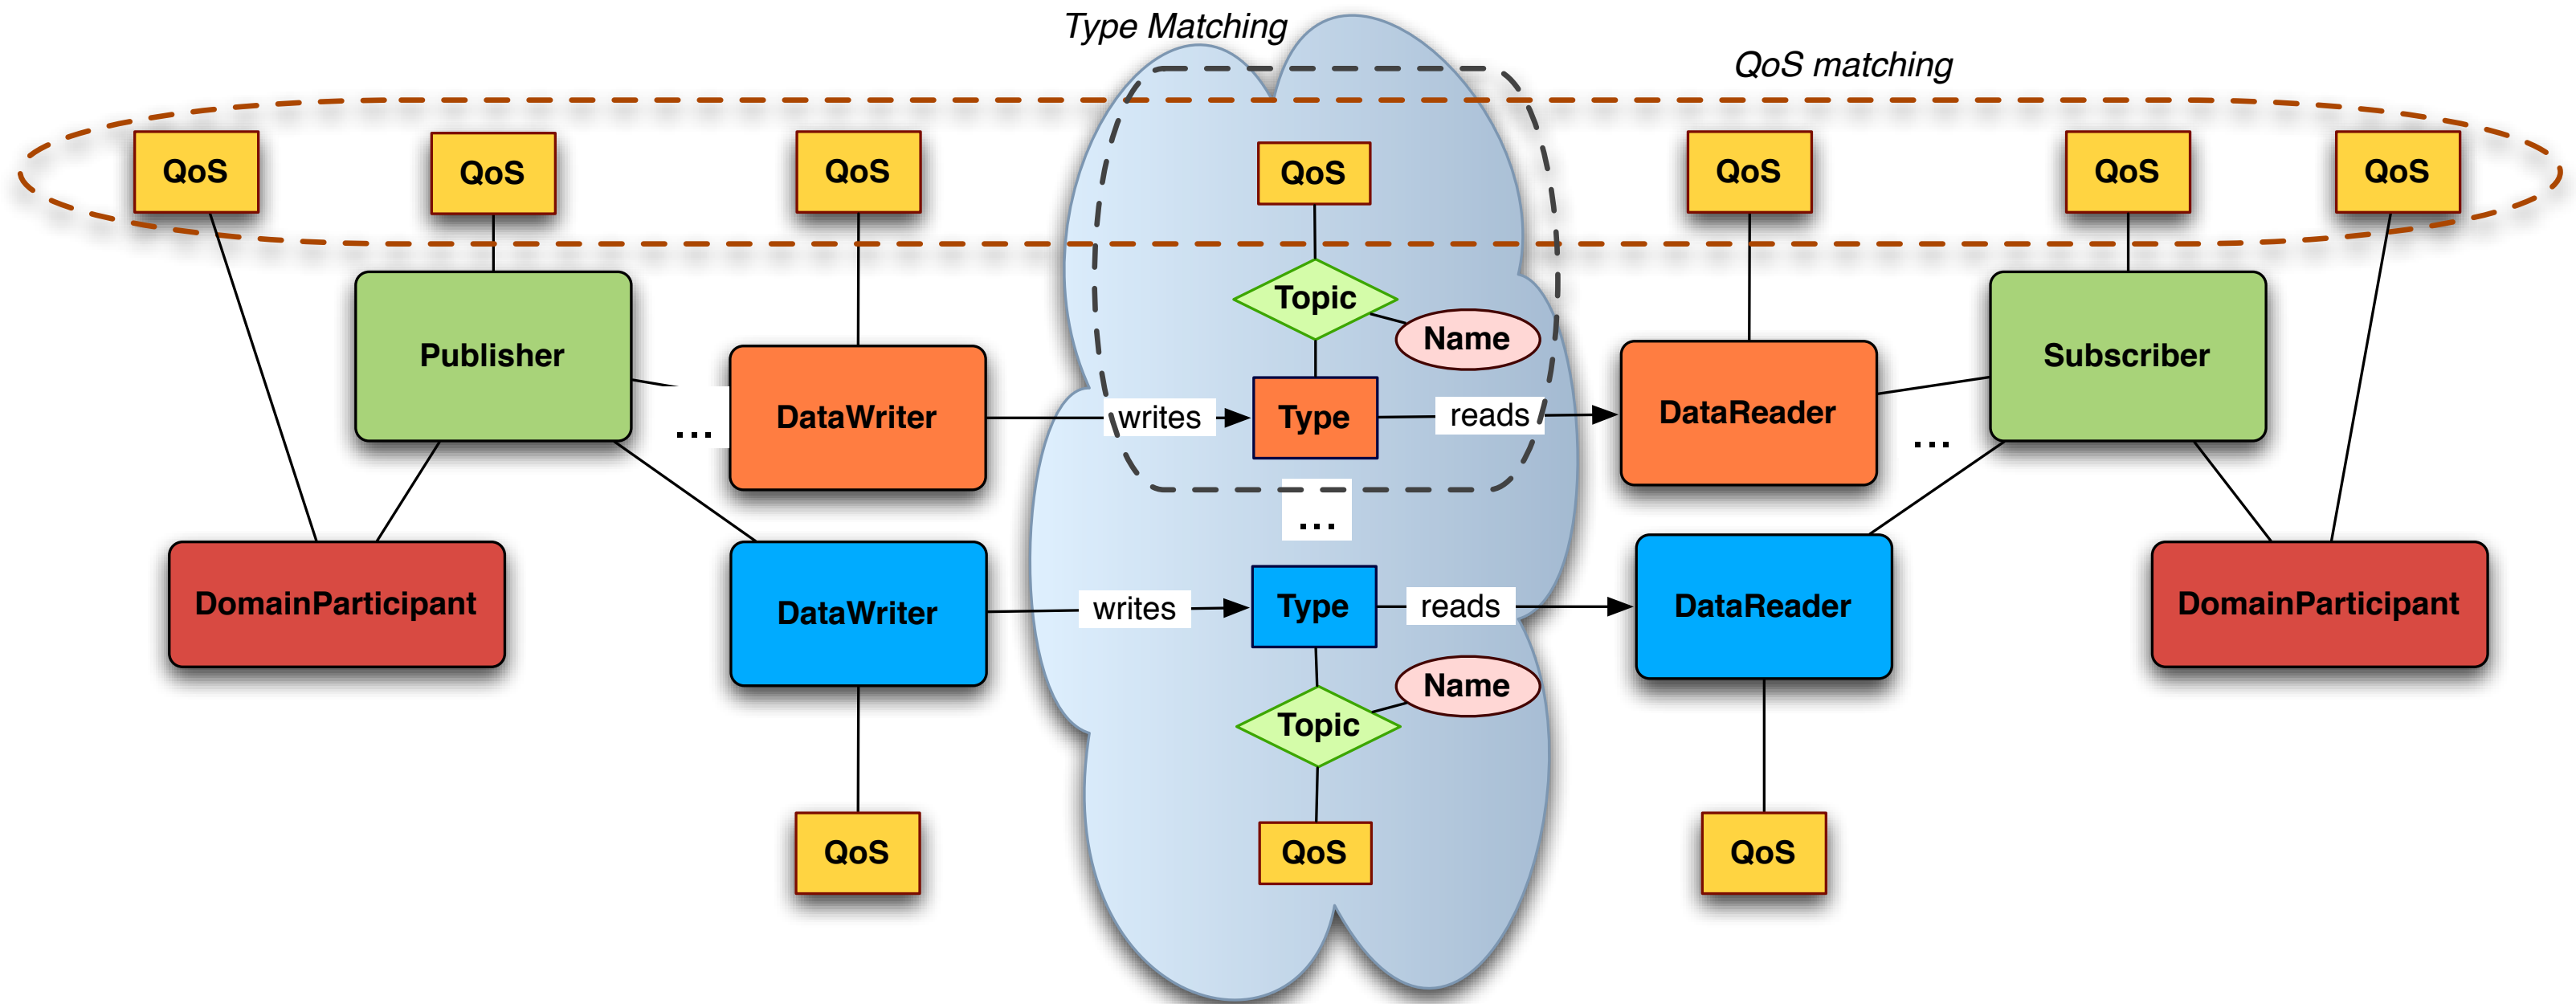 Type Matching
QoS matching
QoS
QoS
QoS
QoS
QoS
QoS
QoS
Topic
Name
Publisher
Subscriber
...
DataWriter
writes
Type
reads
DataReader
...
...
DomainParticipant
DataWriter
writes
Type
reads
DataReader
DomainParticipant
Name
Topic
QoS
QoS
QoS